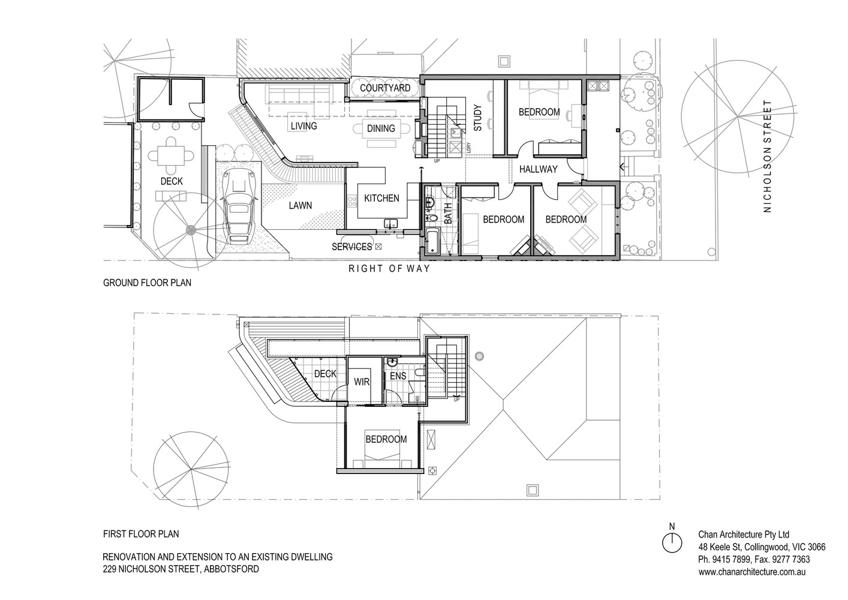 COURTYARD
LIVING
DINING
STUDY
BEDROOM
NICHOLSON STREET
UP
LDRY
HALLWAY
DECK
LAWN
KITCHEN
BATH
BEDROOM
BEDROOM
SERVICES
RIGHT OF WAY
GROUND FLOOR PLAN
DECK
WIR
ENS
BEDROOM
FIRST FLOOR PLAN
RENOVATION AND EXTENSION TO AN EXISTING DWELLING
229 NICHOLSON STREET, ABBOTSFORD
N
Chan Architecture Pty Ltd
48 Keele St, Collingwood, VIC 3066
Ph. 9415 7899, Fax. 9277 7363
www.chanarchitecture.com.au